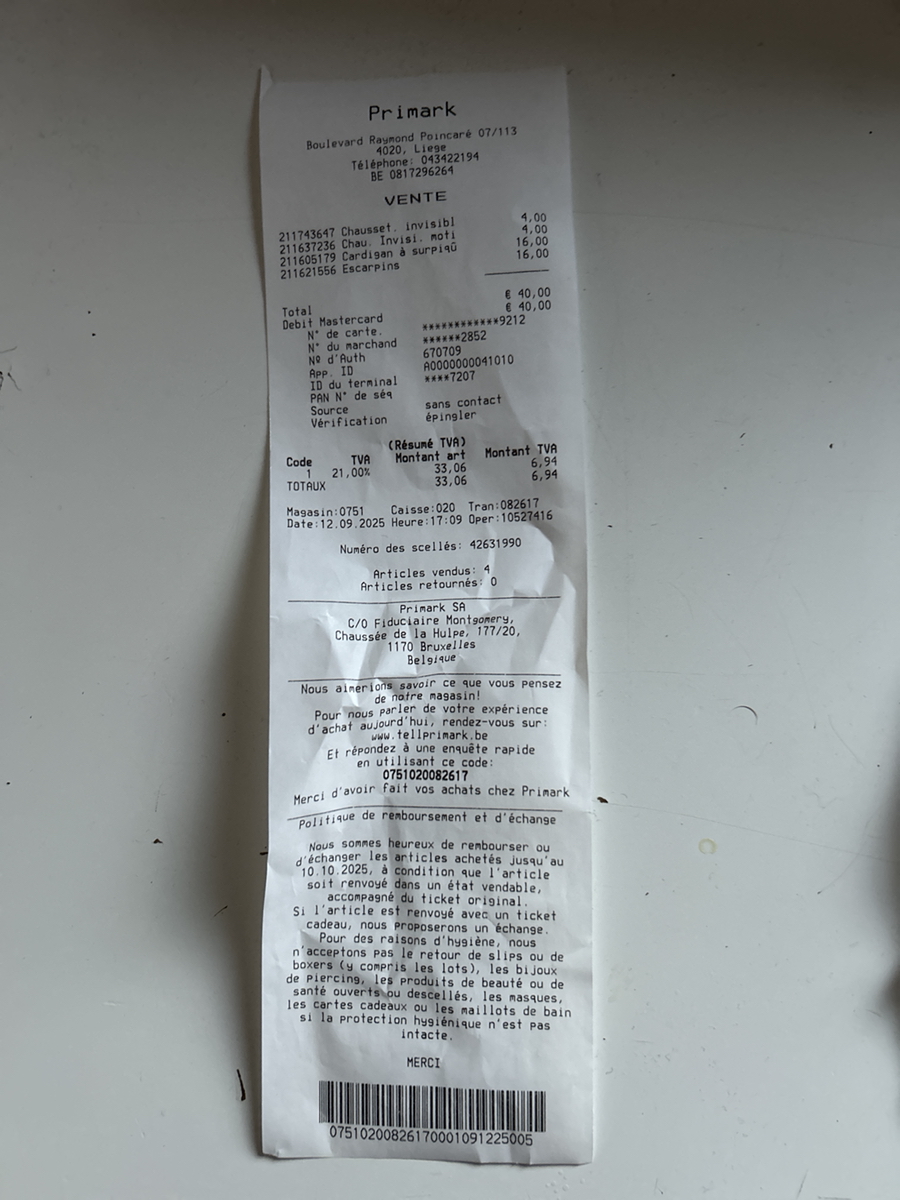 Primark
Boulevard Raymond Poincaré 07/113
4020, Liege
Téléphone: 043422194
BE 0817296264
VENTE
211743647 Chausset. invisibl 4,00
211637236 Chau. Invisi. moti 4,00
211605179 Cardigan à surpiqû 16,00
211621556 Escarpins 16,00
Total € 40,00
Debit Mastercard € 40,00
N° de carte. ************9212
N° du marchand ******2852
Nº d'Auth 670709
App. ID A0000000041010
ID du terminal ****7207
PAN N° de séq
Source sans contact
Vérification épingler
(Résumé TVA)
Code TVA Montant art Montant TVA
1 21,00% 33,06 6,94
TOTAUX 33,06 6,94
Magasin:0751 Caisse:020 Tran:082617
Date:12.09.2025 Heure:17:09 Oper:10527416
Numéro des scellés: 42631990
Articles vendus: 4
Articles retournés: 0
Primark SA
C/O Fiduciaire Montgomery,
Chaussée de la Hulpe, 177/20,
1170 Bruxelles
Belgique
Nous aimerions savoir ce que vous pensez
de notre magasin!
Pour nous parler de votre expérience
d'achat aujourd'hui, rendez-vous sur:
www.tellprimark.be
Et répondez à une enquête rapide
en utilisant ce code:
0751020082617
Merci d'avoir fait vos achats chez Primark
Politique de remboursement et d'échange
Nous sommes heureux de rembourser ou
d'échanger les articles achetés jusqu'au
10.10.2025, à condition que l'article
soit renvoyé dans un état vendable,
accompagné du ticket original.
Si l'article est renvoyé avec un ticket
cadeau, nous proposerons un échange.
Pour des raisons d'hygiène, nous
n'acceptons pas le retour de slips ou de
boxers (y compris les lots), les bijoux
de piercing, les produits de beauté ou de
santé ouverts ou descellés, les masques,
les cartes cadeaux ou les maillots de bain
si la protection hygiénique n'est pas
intacte.
MERCI
07510200826170001091225005